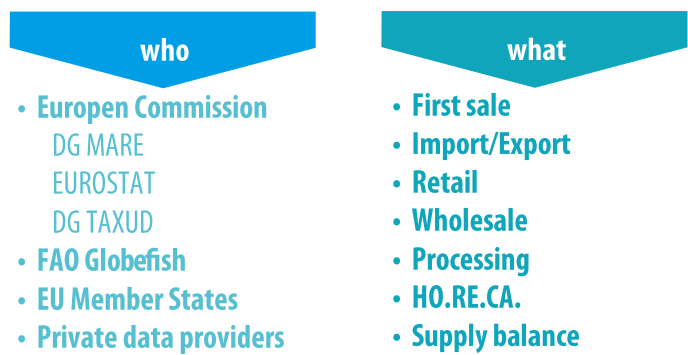 who
• Europen Commission
DG MARE
EUROSTAT
DG TAXUD
• FAO Globefish
• EU Member States
• Private data providers
what
• First sale
• Import/Export
• Retail
• Wholesale
• Processing
• HO.RE.CA.
• Supply balance